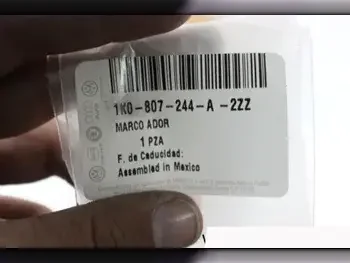 1K0-807-244-A -2ZZ
MARCO ADOR
1 PZA
F. de Caducidad:
Assembled in Mexico